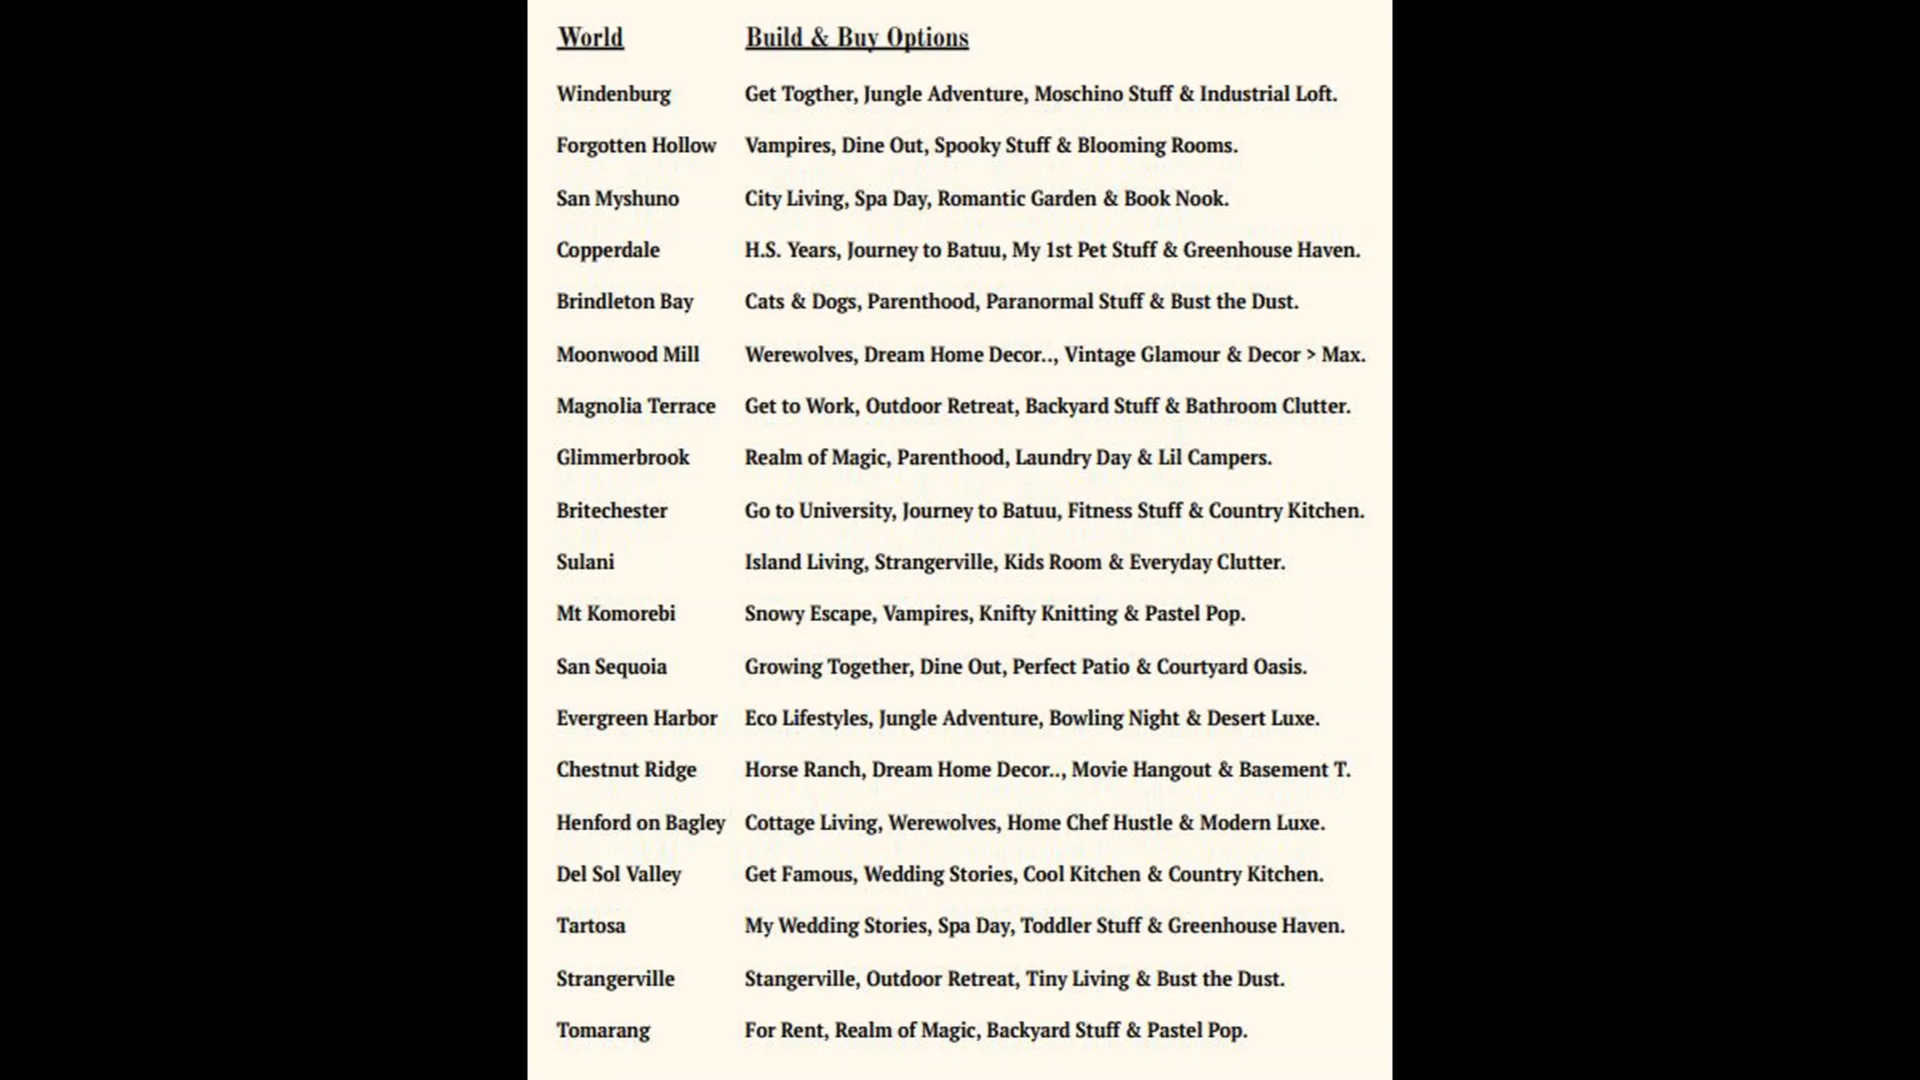 World Build & Buy Options
Windenburg Get Togther, Jungle Adventure, Moschino Stuff & Industrial Loft.
Forgotten Hollow Vampires, Dine Out, Spooky Stuff & Blooming Rooms.
San Myshuno City Living, Spa Day, Romantic Garden & Book Nook.
Copperdale H.S. Years, Journey to Batuu, My 1st Pet Stuff & Greenhouse Haven.
Brindleton Bay Cats & Dogs, Parenthood, Paranormal Stuff & Bust the Dust.
Moonwood Mill Werewolves, Dream Home Decor.., Vintage Glamour & Decor > Max.
Magnolia Terrace Get to Work, Outdoor Retreat, Backyard Stuff & Bathroom Clutter.
Glimmerbrook Realm of Magic, Parenthood, Laundry Day & Lil Campers.
Britechester Go to University, Journey to Batuu, Fitness Stuff & Country Kitchen.
Sulani Island Living, Strangerville, Kids Room & Everyday Clutter.
Mt Komorebi Snowy Escape, Vampires, Knifty Knitting & Pastel Pop.
San Sequoia Growing Together, Dine Out, Perfect Patio & Courtyard Oasis.
Evergreen Harbor Eco Lifestyles, Jungle Adventure, Bowling Night & Desert Luxe.
Chestnut Ridge Horse Ranch, Dream Home Decor.., Movie Hangout & Basement T.
Henford on Bagley Cottage Living, Werewolves, Home Chef Hustle & Modern Luxe.
Del Sol Valley Get Famous, Wedding Stories, Cool Kitchen & Country Kitchen.
Tartosa My Wedding Stories, Spa Day, Toddler Stuff & Greenhouse Haven.
Strangerville Stangerville, Outdoor Retreat, Tiny Living & Bust the Dust.
Tomarang For Rent, Realm of Magic, Backyard Stuff & Pastel Pop.